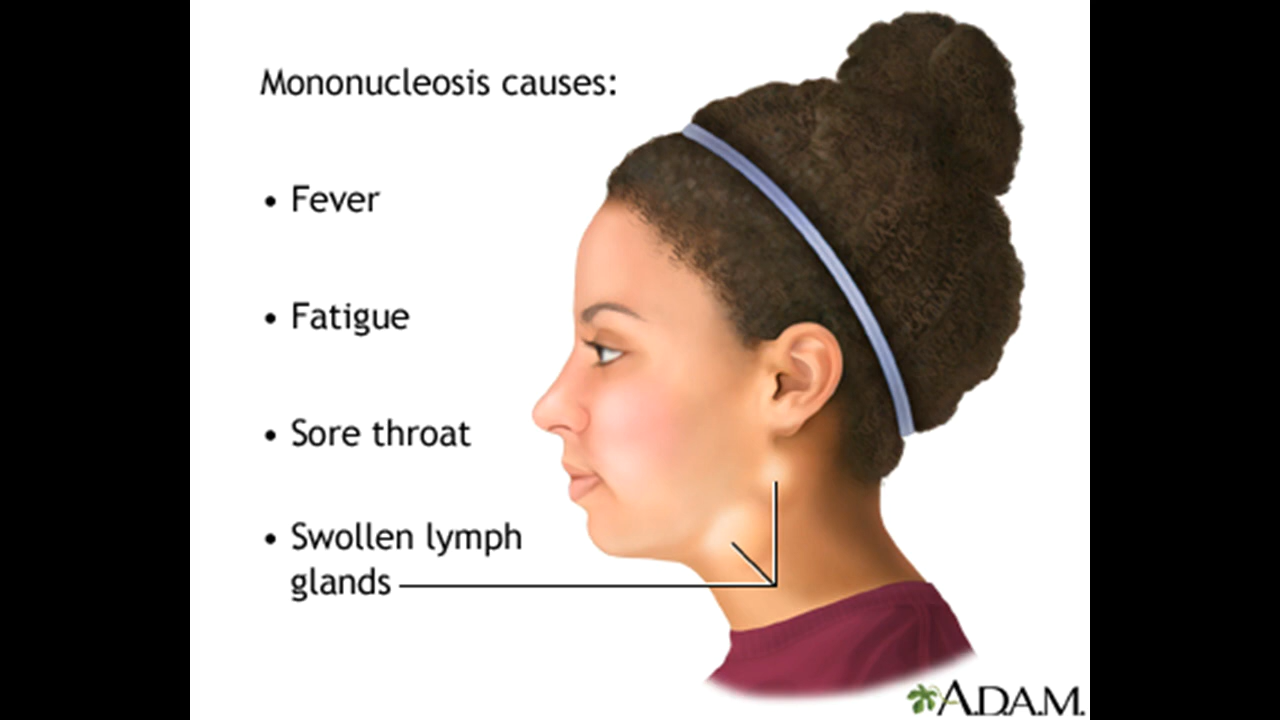 Mononucleosis causes:
• Fever
• Fatigue
• Sore throat
• Swollen lymph
glands
A.D.A.M.